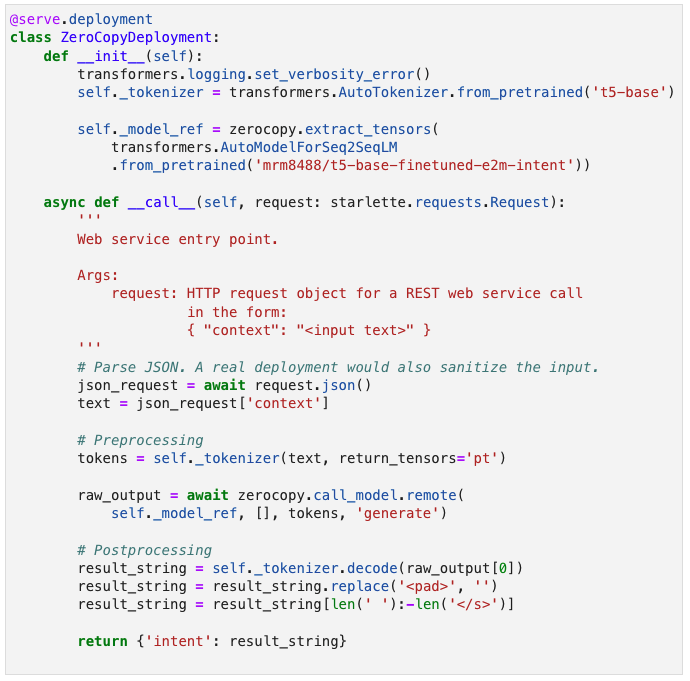 @serve.deployment
class ZeroCopyDeployment:
    def __init__(self):
        transformers.logging.set_verbosity_error()
        self._tokenizer = transformers.AutoTokenizer.from_pretrained('t5-base')

        self._model_ref = zerocopy.extract_tensors(
            transformers.AutoModelForSeq2SeqLM
            .from_pretrained('mrm8488/t5-base-finetuned-e2m-intent'))

    async def __call__(self, request: starlette.requests.Request):
        '''
        Web service entry point.

        Args:
            request: HTTP request object for a REST web service call
                     in the form:
                     { "context": "<input text>" }
        '''
        # Parse JSON. A real deployment would also sanitize the input.
        json_request = await request.json()
        text = json_request['context']

        # Preprocessing
        tokens = self._tokenizer(text, return_tensors='pt')

        raw_output = await zerocopy.call_model.remote(
            self._model_ref, [], tokens, 'generate')

        # Postprocessing
        result_string = self._tokenizer.decode(raw_output[0])
        result_string = result_string.replace('<pad>', '')
        result_string = result_string[len(' '):-len('</s>')]

        return {'intent': result_string}